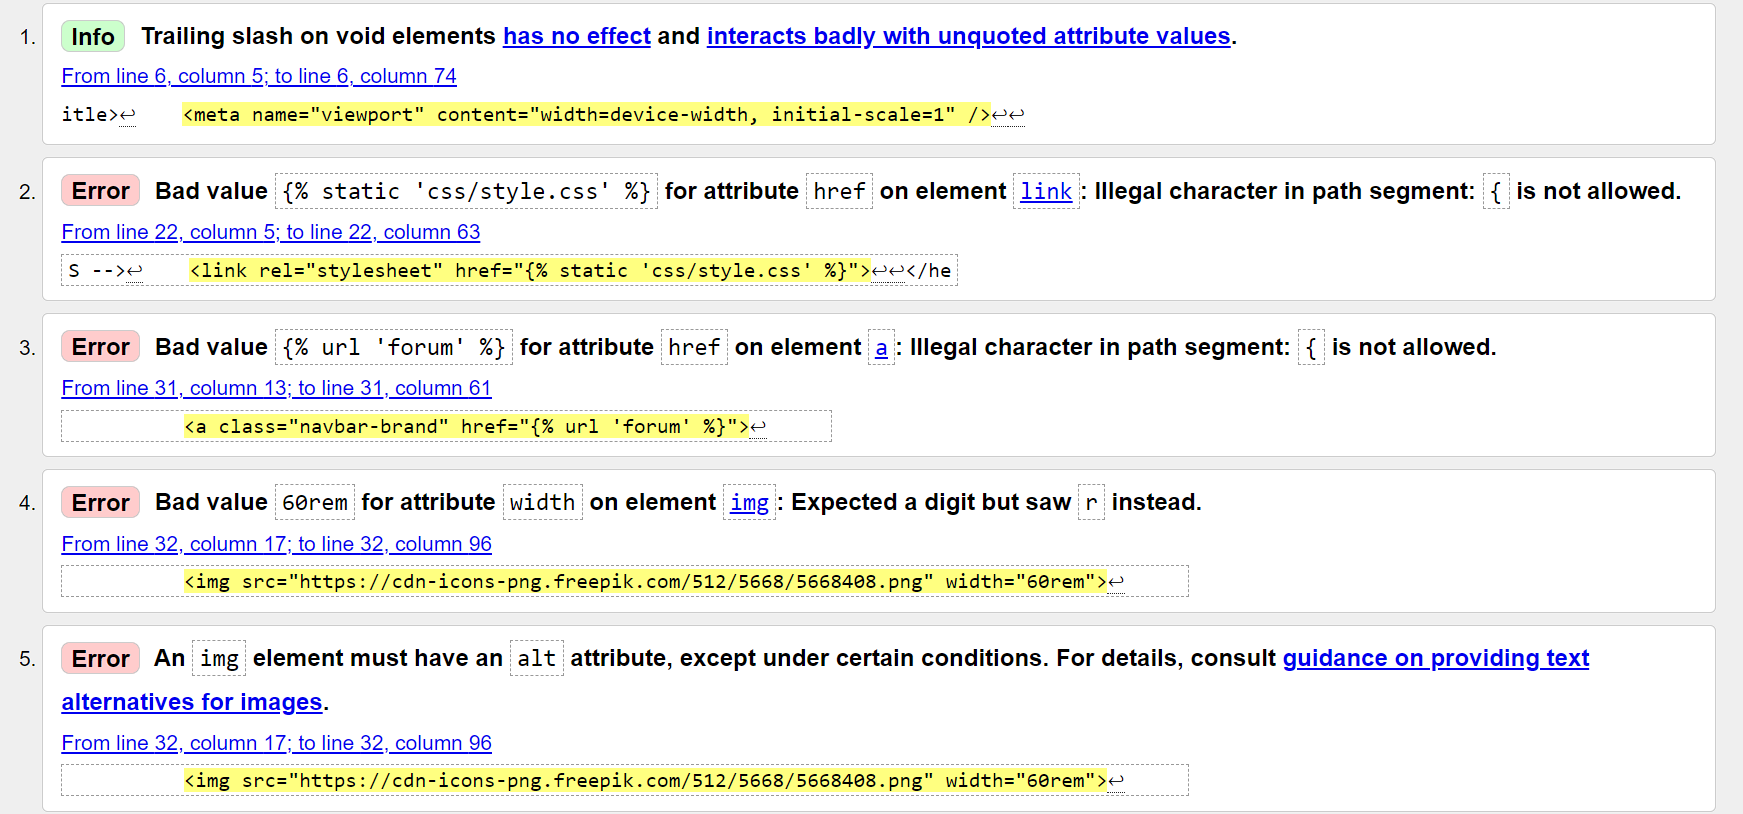 1. Info Trailing slash on void elements has no effect and interacts badly with unquoted attribute values.
From line 6, column 5; to line 6, column 74
itle>↩    <meta name="viewport" content="width=device-width, initial-scale=1" />↩↩
2. Error Bad value {% static 'css/style.css' %} for attribute href on element link: Illegal character in path segment: { is not allowed.
From line 22, column 5; to line 22, column 63
S -->↩    <link rel="stylesheet" href="{% static 'css/style.css' %}">↩↩</he
3. Error Bad value {% url 'forum' %} for attribute href on element a: Illegal character in path segment: { is not allowed.
From line 31, column 13; to line 31, column 61
<a class="navbar-brand" href="{% url 'forum' %}">↩
4. Error Bad value 60rem for attribute width on element img: Expected a digit but saw r instead.
From line 32, column 17; to line 32, column 96
<img src="https://cdn-icons-png.freepik.com/512/5668/5668408.png" width="60rem">↩
5. Error An img element must have an alt attribute, except under certain conditions. For details, consult guidance on providing text
alternatives for images.
From line 32, column 17; to line 32, column 96
<img src="https://cdn-icons-png.freepik.com/512/5668/5668408.png" width="60rem">↩